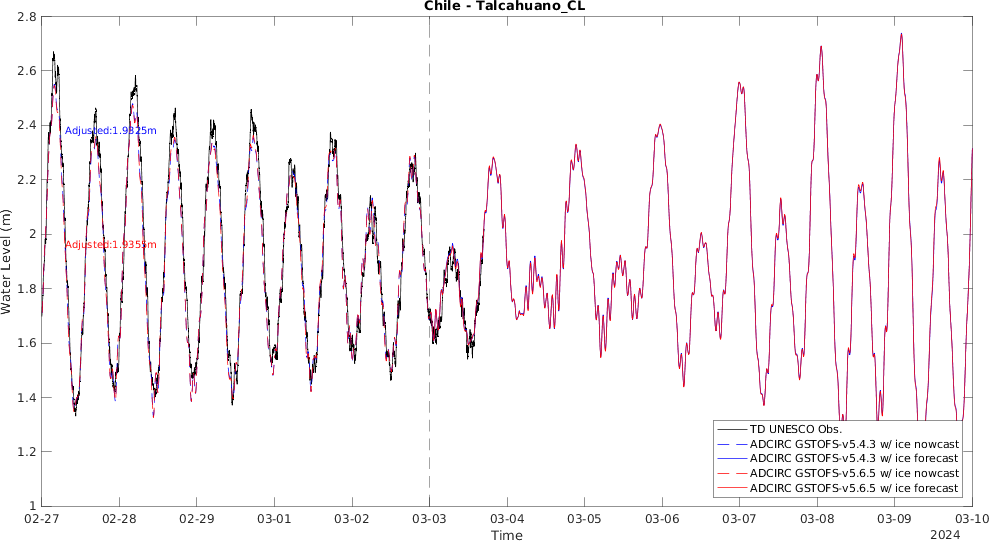 Chile - Talcahuano_CL
2.8
2.6
2.4
2.2
2
1.8
1.6
1.4
1.2
1
Water Level (m)
Adjusted:1.9325m
Adjusted:1.9355m
TD UNESCO Obs.
ADCIRC GSTOFS-v5.4.3 w/ ice nowcast
ADCIRC GSTOFS-v5.4.3 w/ ice forecast
ADCIRC GSTOFS-v5.6.5 w/ ice nowcast
ADCIRC GSTOFS-v5.6.5 w/ ice forecast
02-27 02-28 02-29 03-01 03-02 03-03 03-04 03-05 03-06 03-07 03-08 03-09 03-10
Time
2024